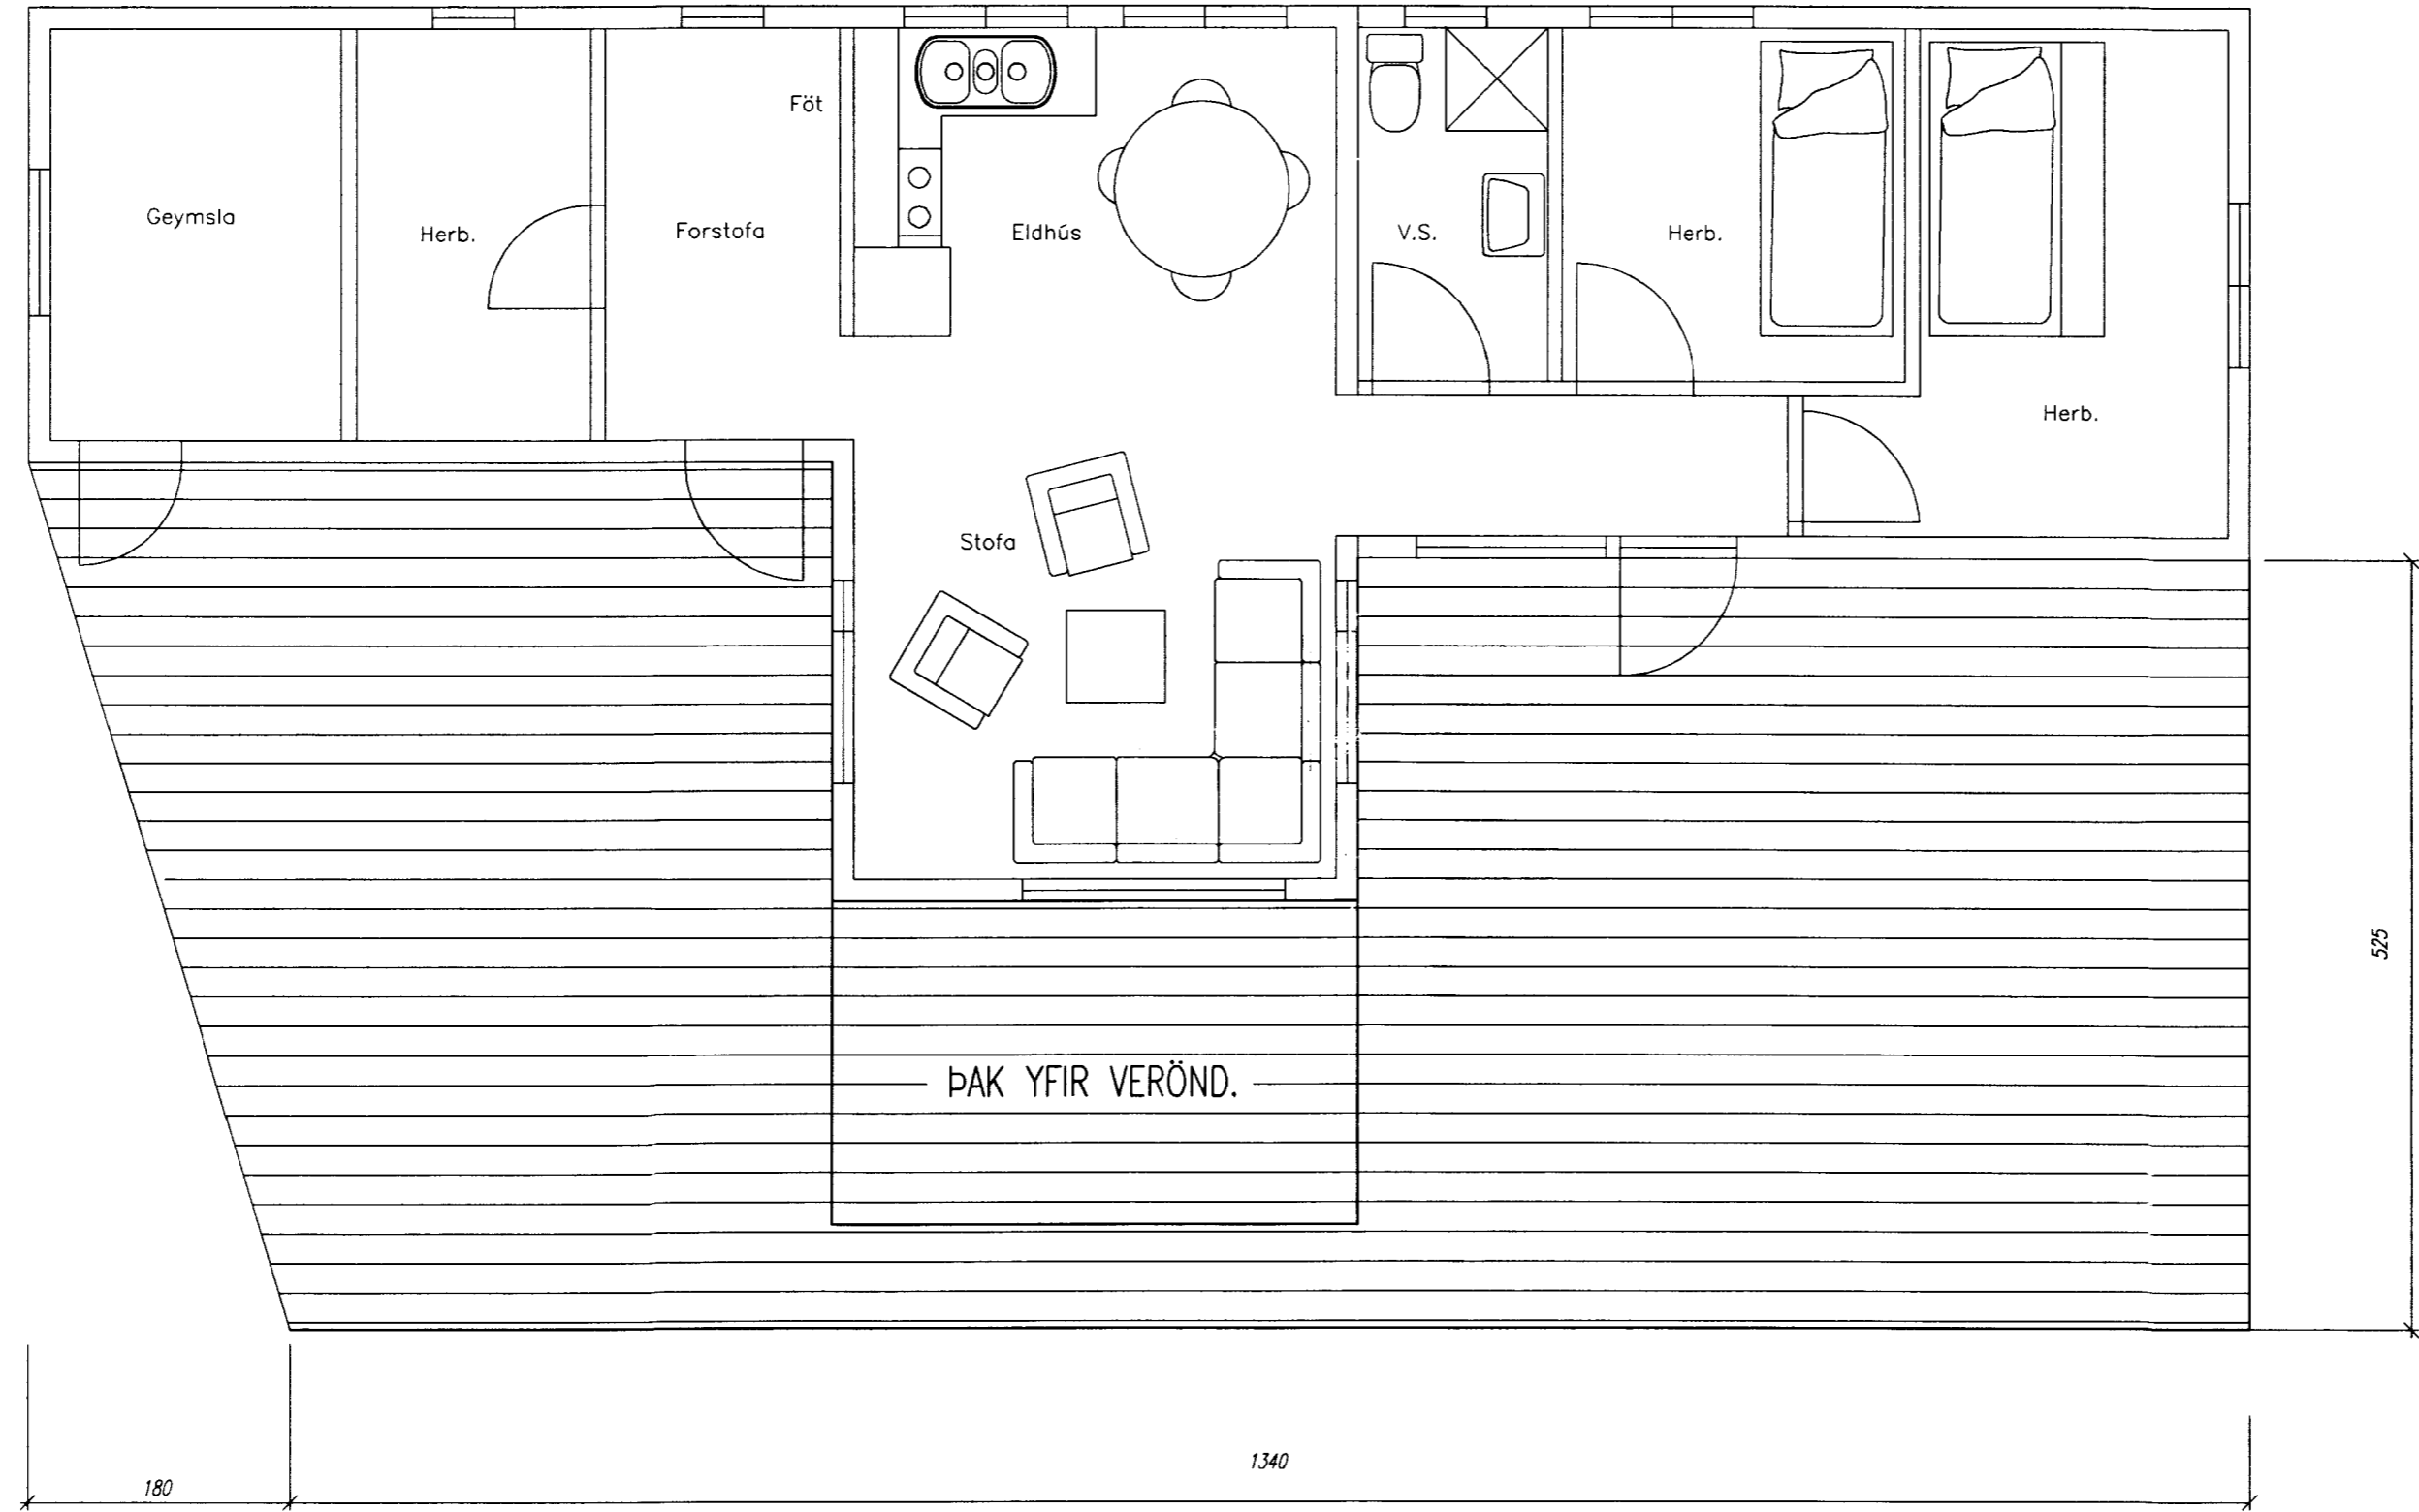 Föt
Geymsla
Herb.
Forstofa
Eldhús
V.S.
Herb.
Herb.
Stofa
525
ÞAK YFIR VERÖND.
1340
180